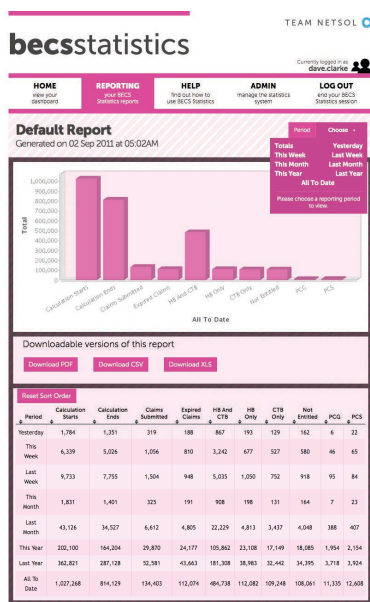 TEAM NETSOL
becsstatistics
Currently logged in as
dave.clarke
HOME
view your
dashboard
REPORTING
your BECS
Statistics reports
HELP
find out how to
use BECS Statistics
ADMIN
manage the statistics
system
LOG OUT
end your BECS
Statistics session
Default Report
Generated on 02 Sep 2011 at 05:02AM
Period Choose
Totals Yesterday
This Week Last Week
This Month Last Month
This Year Last Year
All To Date
Please choose a reporting period
to view.
Total
1,000,000
900,000
800,000
700,000
600,000
500,000
400,000
300,000
200,000
100,000
0
Calculation Starts
Calculation Ends
Claims Submitted
Expired Claims
HB And CTB
HB Only
CTB Only
Not Entitled
PCG
PCS
All To Date
Downloadable versions of this report
Download PDF Download CSV Download XLS
Reset Sort Order
Period Calculation Starts Calculation Ends Claims Submitted Expired Claims HB And CTB HB Only CTB Only Not Entitled PCG PCS
Yesterday 1,784 1,351 319 188 867 193 129 162 6 22
This Week 6,339 5,026 1,056 810 3,242 677 527 580 46 65
Last Week 9,733 7,755 1,504 948 5,035 1,050 752 918 95 84
This Month 1,831 1,401 325 191 908 198 131 164 7 23
Last Month 43,126 34,527 6,612 4,805 22,229 4,813 3,437 4,048 388 407
This Year 202,100 164,204 29,870 24,177 105,862 23,108 17,149 18,085 1,954 2,154
Last Year 362,821 287,128 52,581 43,663 181,308 38,983 32,442 34,395 3,718 3,924
All To Date 1,027,268 814,129 134,403 112,074 484,738 112,082 109,248 108,061 11,335 12,608